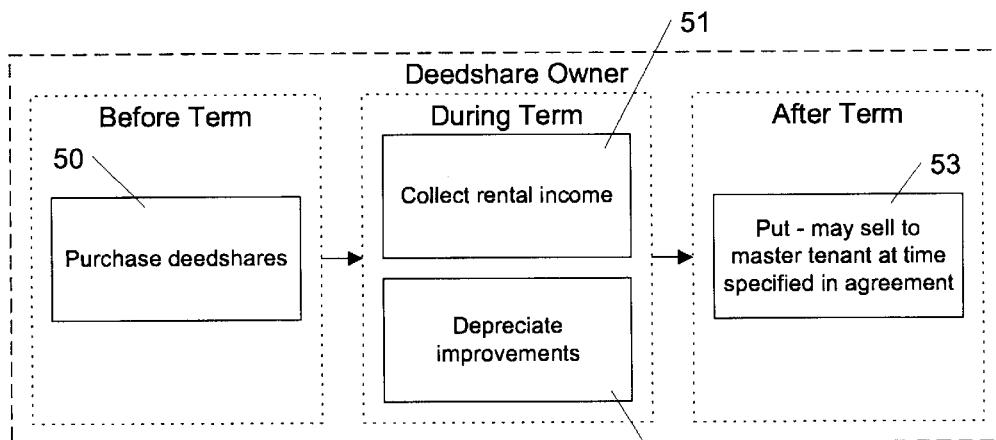 51
Deedshare Owner
Before Term
During Term
After Term
50
53
Purchase deedshares
Collect rental income
Put - may sell to
master tenant at time
specified in agreement
Depreciate
improvements